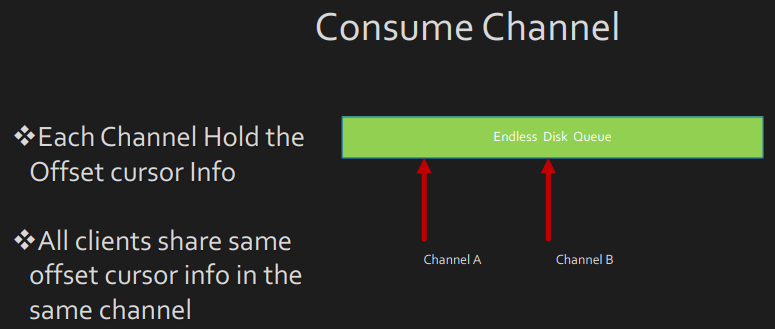 Consume Channel
❖Each Channel Hold the
Offset cursor Info
❖All clients share same
offset cursor info in the
same channel
Endless Disk Queue
Channel A
Channel B